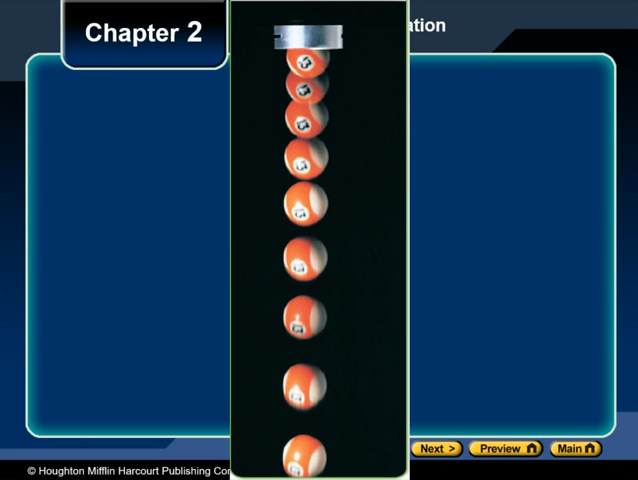 Chapter 2
ation
Next >
Preview
Main
© Houghton Mifflin Harcourt Publishing Co